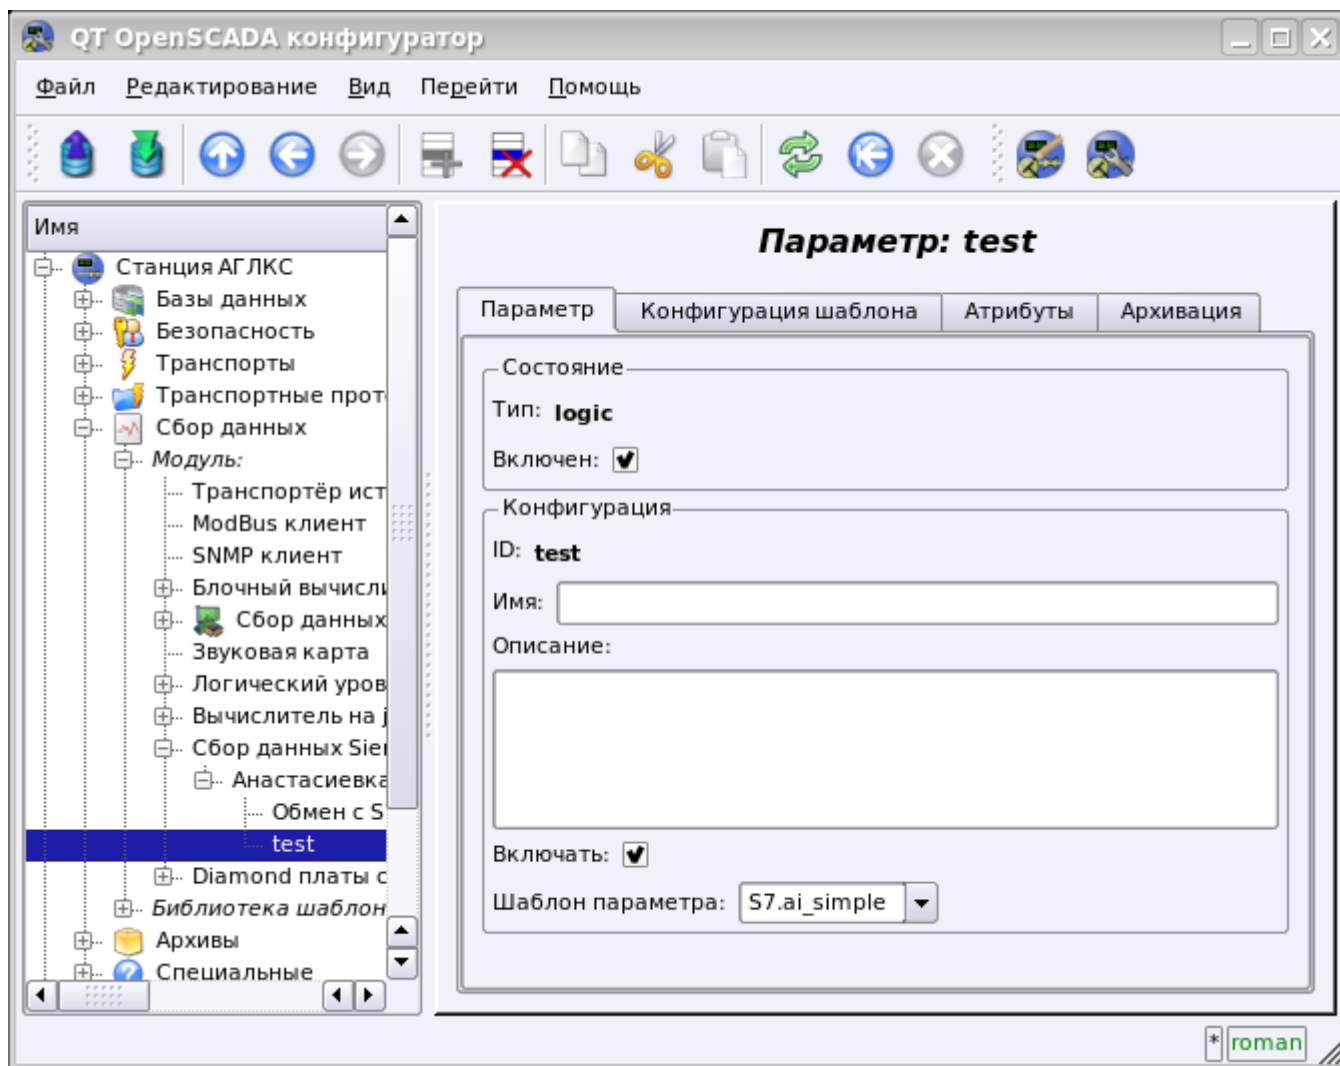 QT OpenSCADA конфигуратор
Файл Редактирование Вид Перейти Помощь
Имя
Станция АГЛКС
Базы данных
Безопасность
Транспорты
Транспортные прот
Сбор данных
Модуль:
Транспортёр ист
ModBus клиент
SNMP клиент
Блочный вычисли
Сбор данных
Звуковая карта
Логический уров
Вычислитель на j
Сбор данных Sie
Анастасиевка
Обмен с S
test
Diamond платы с
Библиотека шаблон
Архивы
Специальные
Параметр: test
Параметр Конфигурация шаблона Атрибуты Архивация
Состояние
Тип: logic
Включен:
Конфигурация
ID: test
Имя:
Описание:
Включать:
Шаблон параметра: S7.ai_simple
* roman